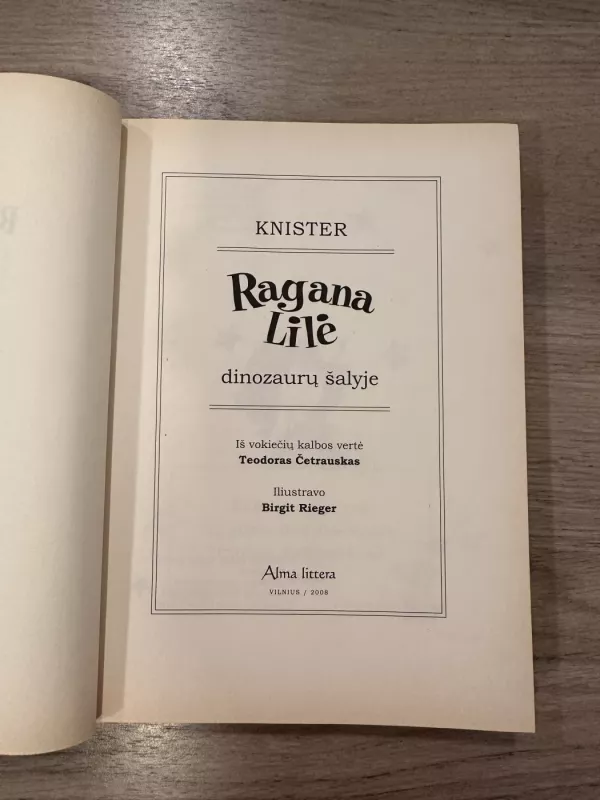 KNISTER
Ragana
Lilė
dinozaurų šalyje
Iš vokiečių kalbos vertė
Teodoras Četrauskas
Iliustravo
Birgit Rieger
Alma littera
VILNIUS / 2008